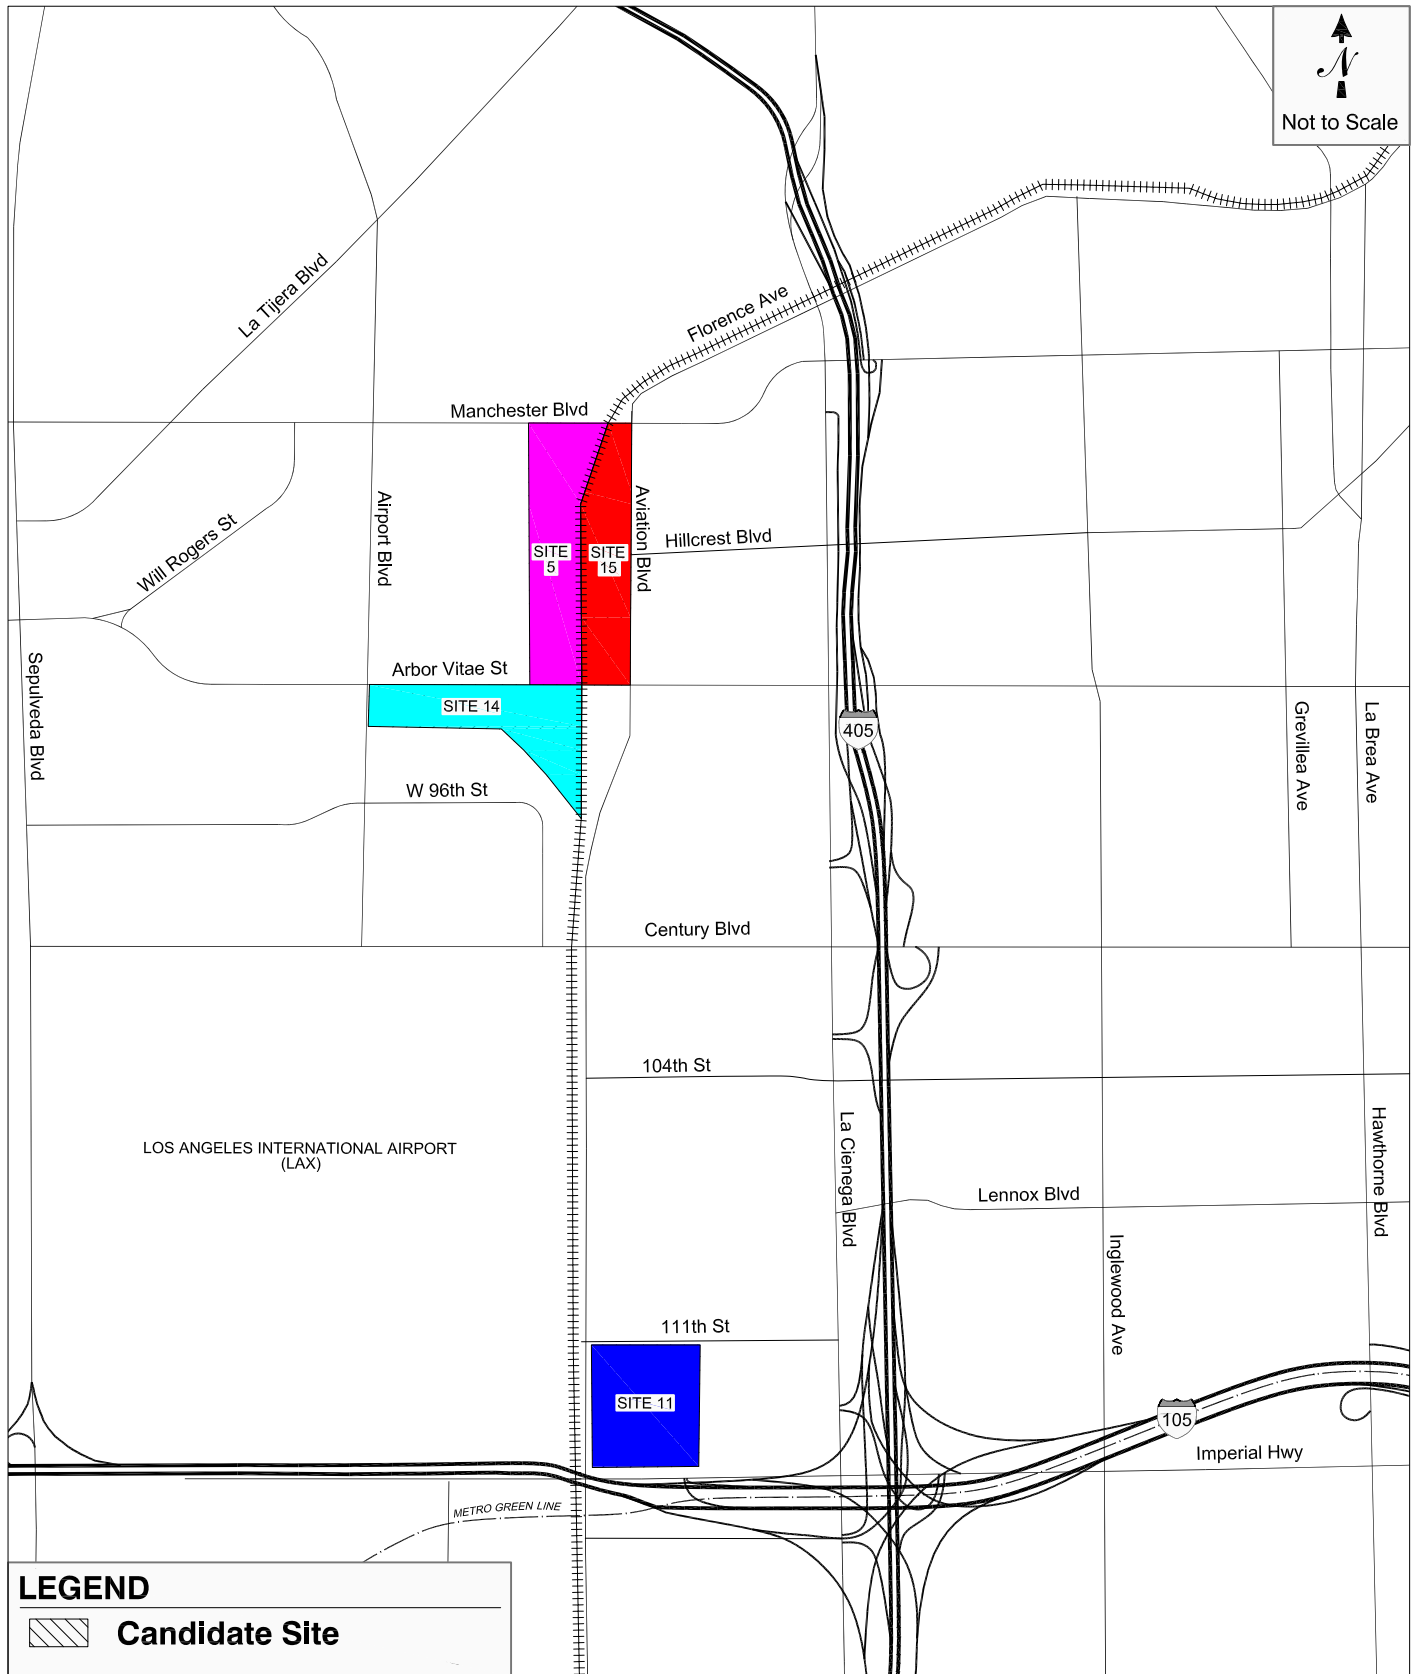 N
Not to Scale
La Tijera Blvd
Florence Ave
Manchester Blvd
Airport Blvd
Aviation Blvd
Will Rogers St
Hillcrest Blvd
SITE
5
SITE
15
Sepulveda Blvd
Arbor Vitae St
SITE 14
405
Grevillea Ave
La Brea Ave
W 96th St
Century Blvd
104th St
LOS ANGELES INTERNATIONAL AIRPORT
(LAX)
La Cienega Blvd
Hawthorne Blvd
Lennox Blvd
Inglewood Ave
111th St
SITE 11
105
Imperial Hwy
METRO GREEN LINE
LEGEND
Candidate Site